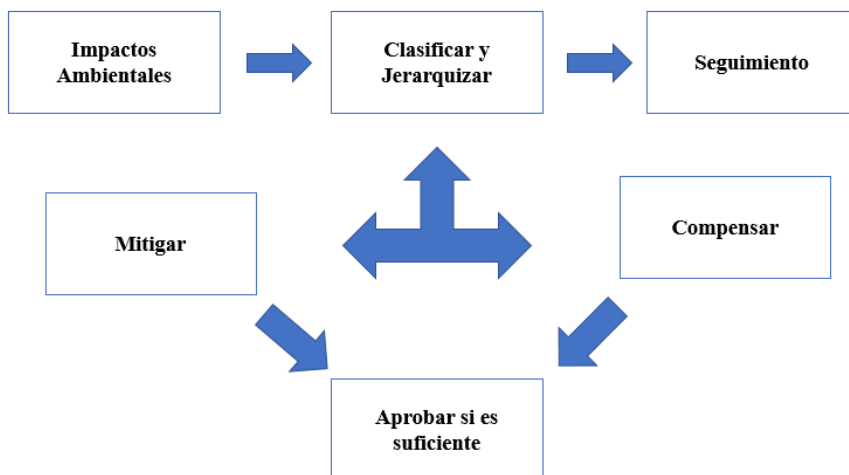 Impactos
Ambientales
Clasificar y
Jerarquizar
Seguimiento
Mitigar
Compensar
Aprobar si es
suficiente